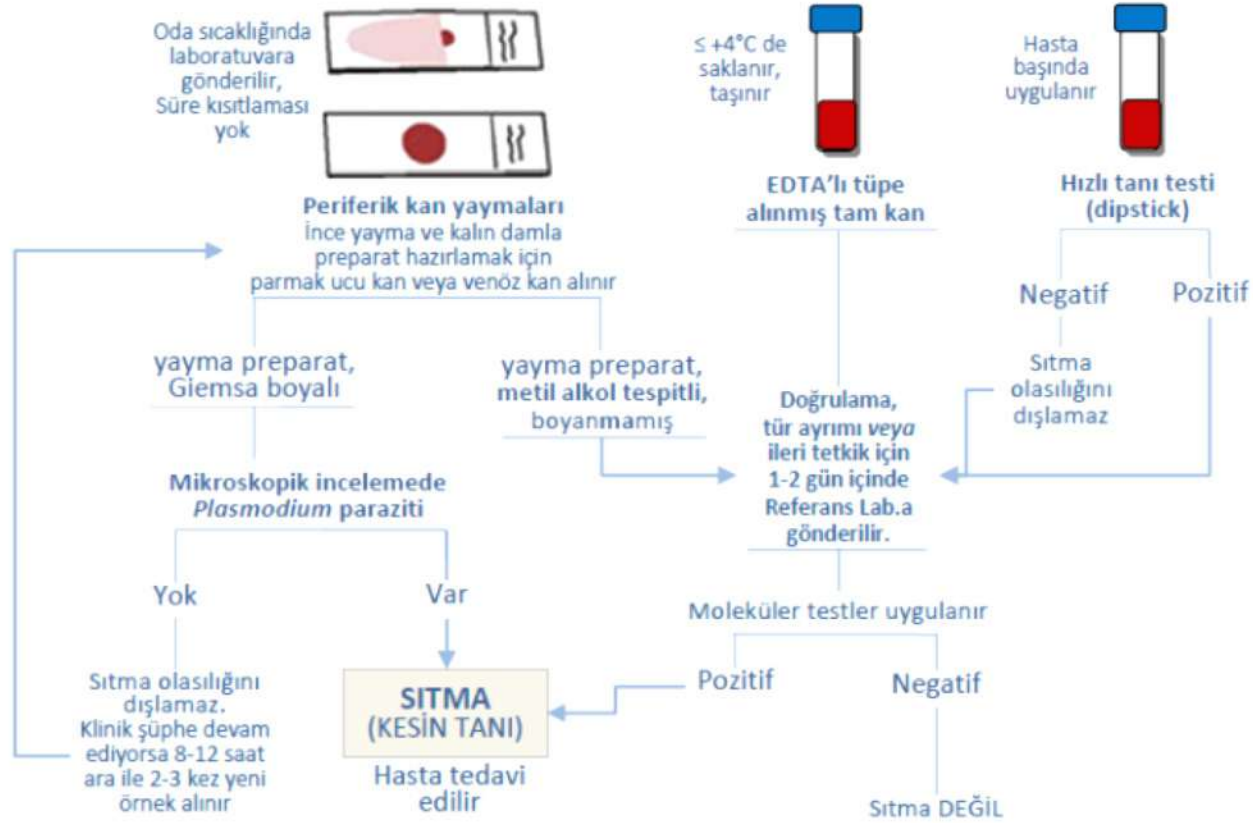 Oda sıcaklığında
laboratuvara
gönderilir,
Süre kısıtlaması
yok
≤ +4°C de
saklanır,
taşınır
Hasta
başında
uygulanır
Periferik kan yaymaları
İnce yayma ve kalın damla
preparat hazırlamak için
parmak ucu kan veya venöz kan alınır
EDTA'lı tüpe
alınmış tam kan
Hızlı tanı testi
(dipstick)
Negatif
Pozitif
yayma preparat,
Giemsa boyalı
yayma preparat,
metil alkol tespitli,
boyanmamış
Sıtma
olasılığını
dışlamaz
Doğrulama,
tür ayrımı veya
ileri tetkik için
1-2 gün içinde
Referans Lab.a
gönderilir.
Mikroskopik incelemede
Plasmodium paraziti
Yok
Var
Moleküler testler uygulanır
Pozitif
Negatif
Sıtma olasılığını
dışlamaz.
Klinik şüphe devam
ediyorsa 8-12 saat
ara ile 2-3 kez yeni
örnek alınır
SITMA
(KESİN TANI)
Hasta tedavi
edilir
Sıtma DEĞİL